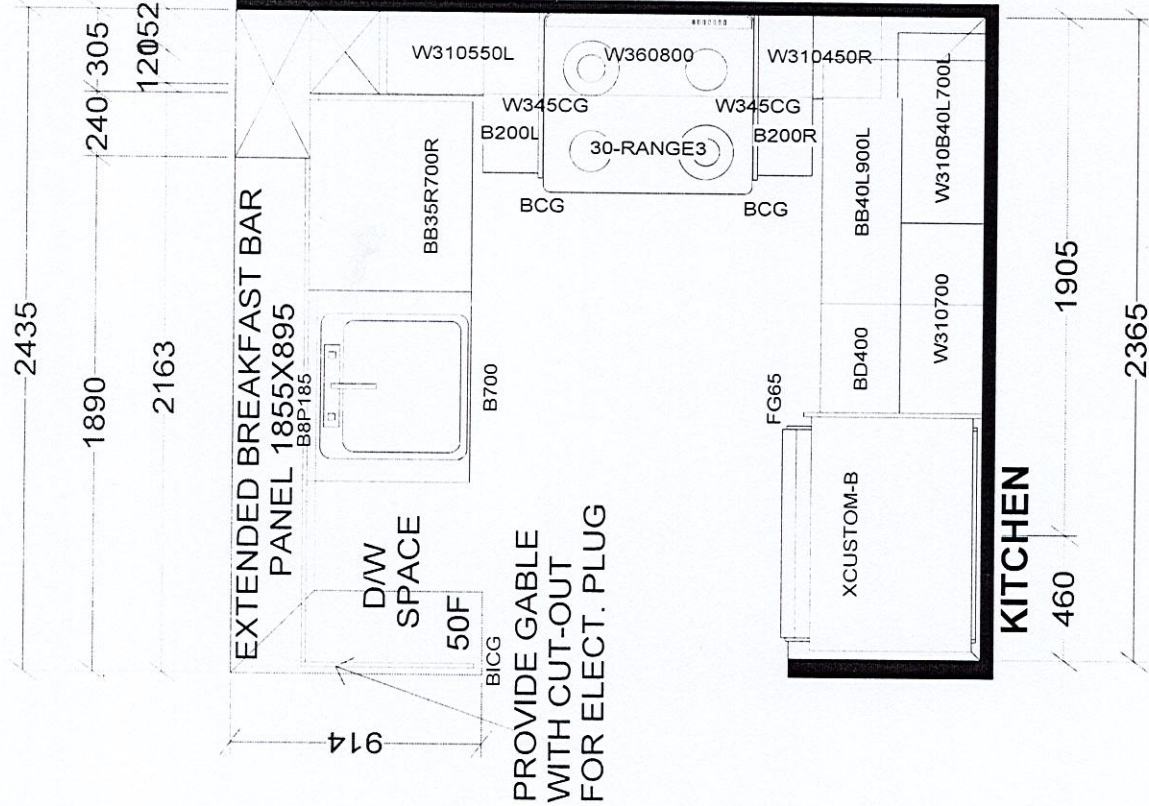 2435
240 305
12052
1890
2163
EXTENDED BREAKFAST BAR
PANEL 1855X895
B8P185
W310550L
W360800
W310450R
W310B40L700L
W345CG
W345CG
B200L
30-RANGE3
B200R
BCG
BCG
BB35R700R
BB40L900L
B700
BD400
W310700
FG65
XCUSTOM-B
D/W
SPACE
50F
BICG
914
PROVIDE GABLE
WITH CUT-OUT
FOR ELECT. PLUG
KITCHEN
460
1905
2365